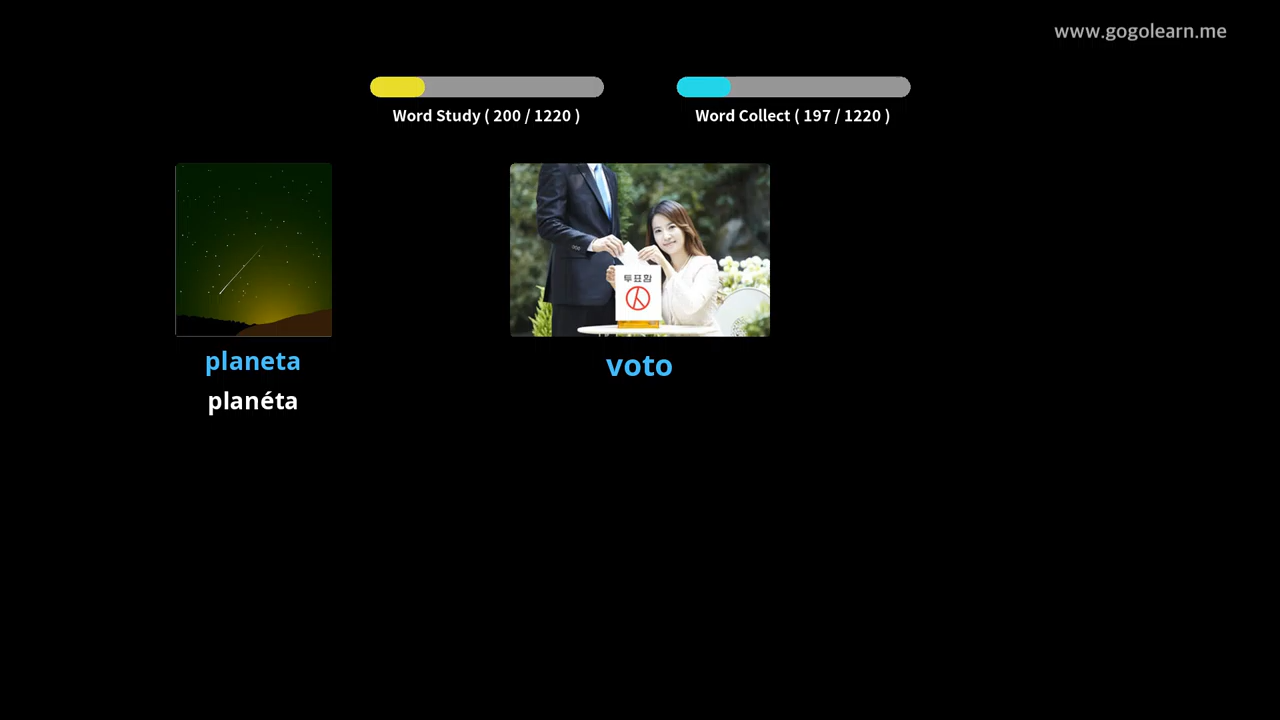 www.gogolearn.me
Word Study ( 200 / 1220 )
Word Collect ( 197 / 1220 )
planeta
planéta
투표함
voto